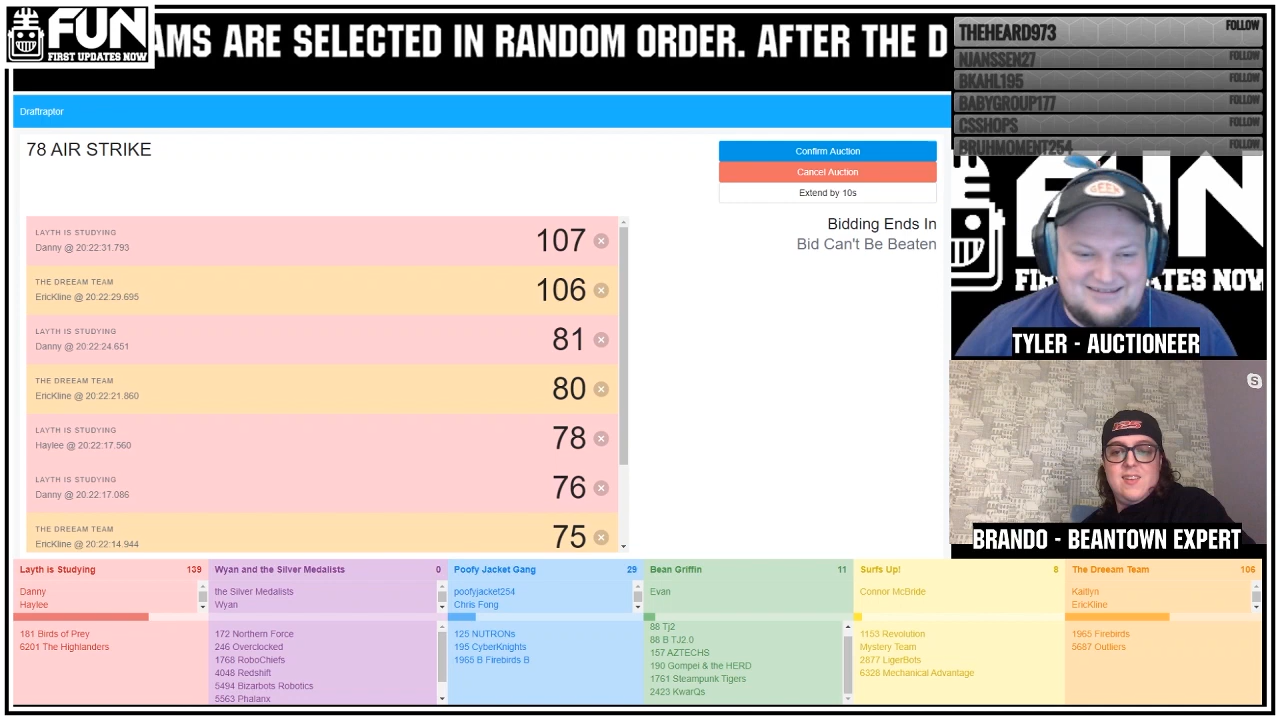 FUN
FIRST UPDATES NOW
AMS ARE SELECTED IN RANDOM ORDER. AFTER THE D
THEHEARD973 FOLLOW
NJANSSEN27 FOLLOW
BKAHL195 FOLLOW
BABYGROUP177 FOLLOW
CSSHOPS FOLLOW
BRUHMOMENT254 FOLLOW
Draftraptor
78 AIR STRIKE
Confirm Auction
Cancel Auction
Extend by 10s
Bidding Ends In
Bid Can't Be Beaten
LAYTH IS STUDYING
Danny @ 20:22:31.793
107
THE DREEAM TEAM
EricKline @ 20:22:29.695
106
LAYTH IS STUDYING
Danny @ 20:22:24.651
81
THE DREEAM TEAM
EricKline @ 20:22:21.860
80
LAYTH IS STUDYING
Haylee @ 20:22:17.560
78
LAYTH IS STUDYING
Danny @ 20:22:17.086
76
THE DREEAM TEAM
EricKline @ 20:22:14.944
75
GEEK
FUN
FIR TES NOW
TYLER - AUCTIONEER
BRANDO - BEANTOWN EXPERT
Layth is Studying 139
Danny
Haylee
181 Birds of Prey
6201 The Highlanders
Wyan and the Silver Medalists 0
the Silver Medalists
Wyan
172 Northern Force
246 Overclocked
1768 RoboChiefs
4048 Redshift
5494 Bizarbots Robotics
5563 Phalanx
Poofy Jacket Gang 29
poofyjacket254
Chris Fong
125 NUTRONs
195 CyberKnights
1965 B Firebirds B
Bean Griffin 11
Evan
88 Tj2
88 B TJ2.0
157 AZTECHS
190 Gompei & the HERD
1761 Steampunk Tigers
2423 KwarQs
Surfs Up! 8
Connor McBride
1153 Revolution
Mystery Team
2877 LigerBots
6328 Mechanical Advantage
The Dreeam Team 106
Kaitlyn
EricKline
1965 Firebirds
5687 Outliers